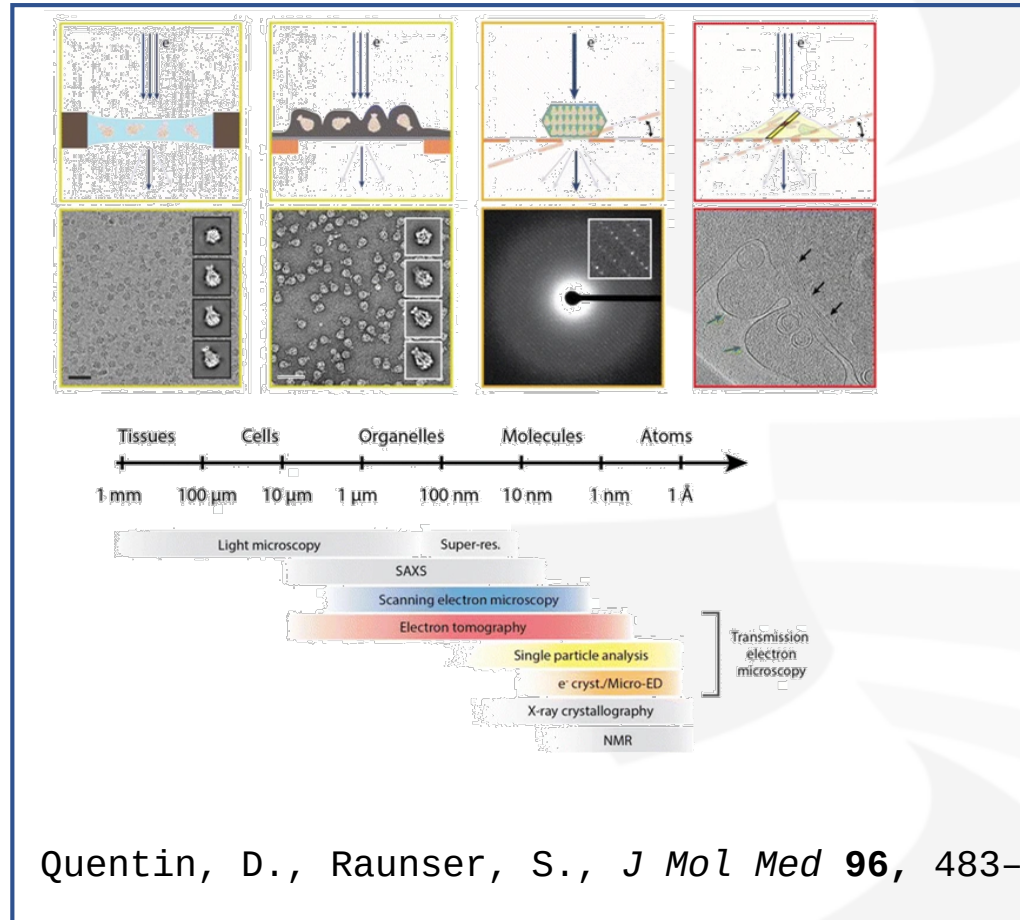 e⁻ e⁻ e⁻ e⁻
Tissues Cells Organelles Molecules Atoms
1 mm 100 µm 10 µm 1 µm 100 nm 10 nm 1 nm 1 Å
Light microscopy Super-res.
SAXS
Scanning electron microscopy
Electron tomography
Single particle analysis
e⁻ cryst./Micro-ED
X-ray crystallography
NMR
Transmission
electron
microscopy
Quentin, D., Raunser, S., J Mol Med 96, 483–